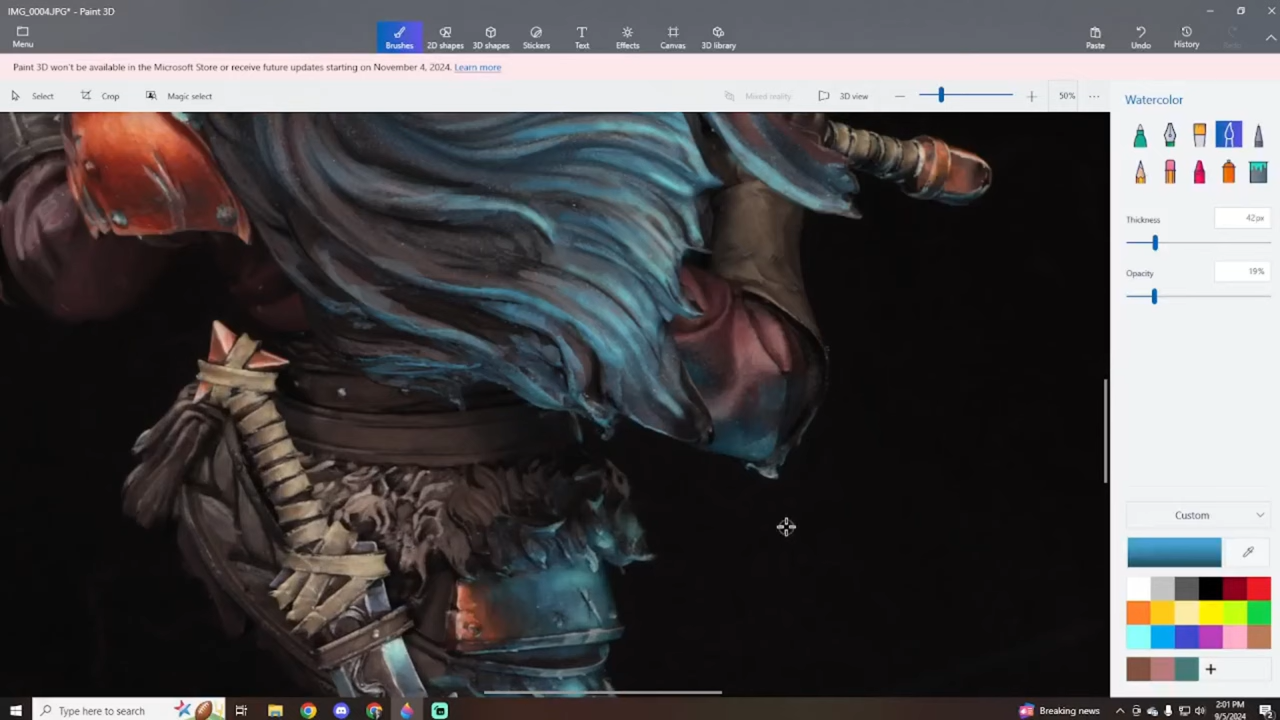 IMG_0004.JPG* - Paint 3D
Menu
Brushes
2D shapes
3D shapes
Stickers
Text
Effects
Canvas
3D library
Paste
Undo
History
Paint 3D won't be available in the Microsoft Store or receive future updates starting on November 4, 2024. Learn more
Select
Crop
Magic select
Mixed reality
3D view
50%
Watercolor
Thickness
42px
Opacity
19%
Custom
Type here to search
Breaking news
2:01 PM
9/5/2024